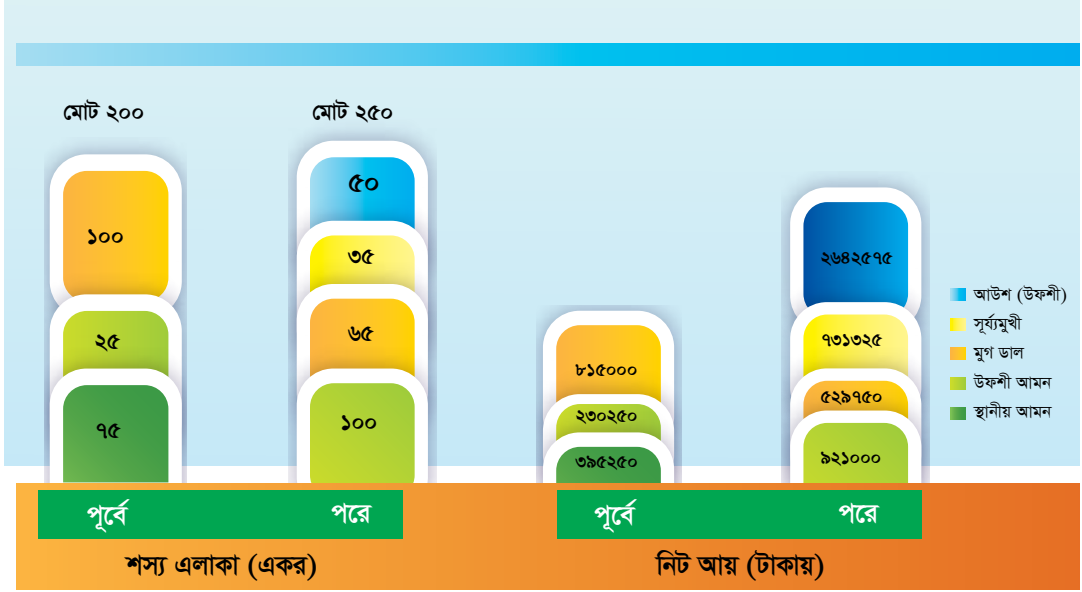 মোট ২০০
১০০
২৫
৭৫
মোট ২৫০
৫০
৩৫
৬৫
১০০
৮১৫০০০
২৩০২৫০
৩৯৫২৫০
২৬৪২৫৭৫
৭৩১৩২৫
৫২৯৭৫০
৯২১০০০
আউশ (উফশী)
সূর্য্যমুখী
মুগ ডাল
উফশী আমন
স্থানীয় আমন
পূর্বে পরে
শস্য এলাকা (একর)
পূর্বে পরে
নিট আয় (টাকায়)